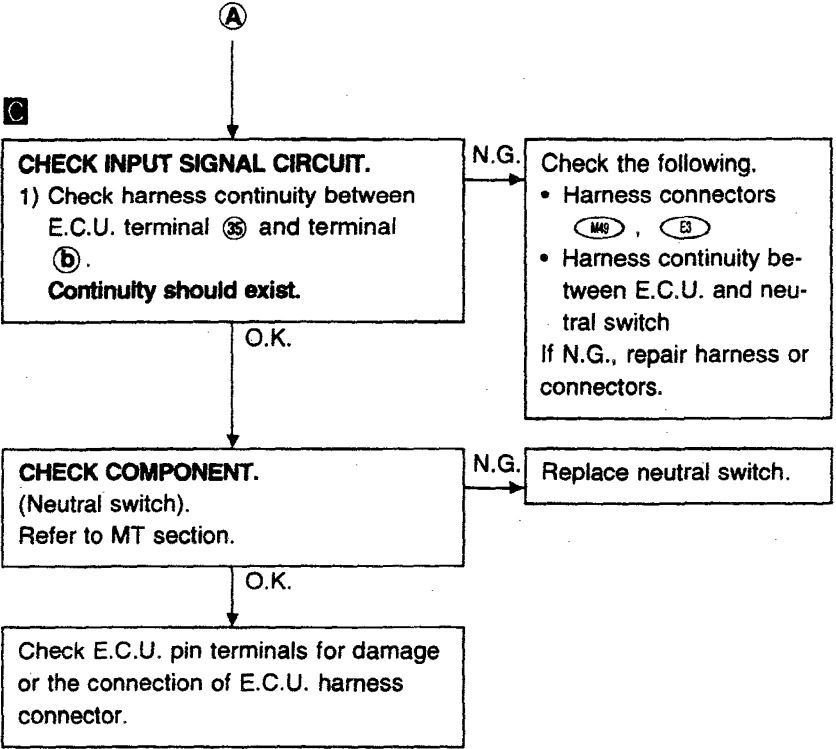 Ⓐ
C
CHECK INPUT SIGNAL CIRCUIT.
1) Check harness continuity between
E.C.U. terminal ㉟ and terminal
ⓑ.
Continuity should exist.
N.G.
Check the following.
• Harness connectors
M49 , E3
• Harness continuity be-
tween E.C.U. and neu-
tral switch
If N.G., repair harness or
connectors.
O.K.
CHECK COMPONENT.
(Neutral switch).
Refer to MT section.
N.G.
Replace neutral switch.
O.K.
Check E.C.U. pin terminals for damage
or the connection of E.C.U. harness
connector.